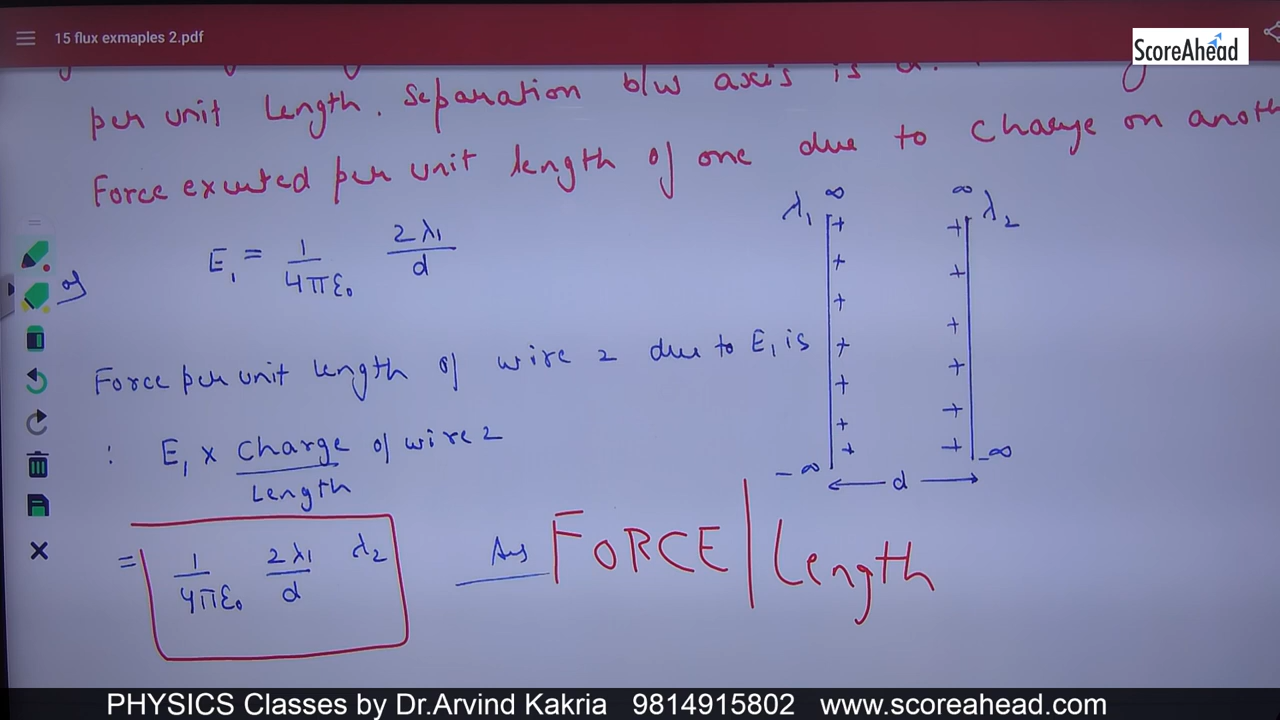 15 flux exmaples 2.pdf
ScoreAhead
per unit Length. Separation b/w axis is d.
Force exerted per unit length of one due to charge on anoth
λ₁ ∞ ∞ λ₂
E₁ = 1/4πε₀ 2λ₁/d
Force per unit length of wire 2 due to E₁ is
: E₁ x Charge/Length of wire 2
-∞ -∞
d
= 1/4πε₀ 2λ₁/d λ₂ Ans FORCE | Length
PHYSICS Classes by Dr.Arvind Kakria 9814915802 www.scoreahead.com